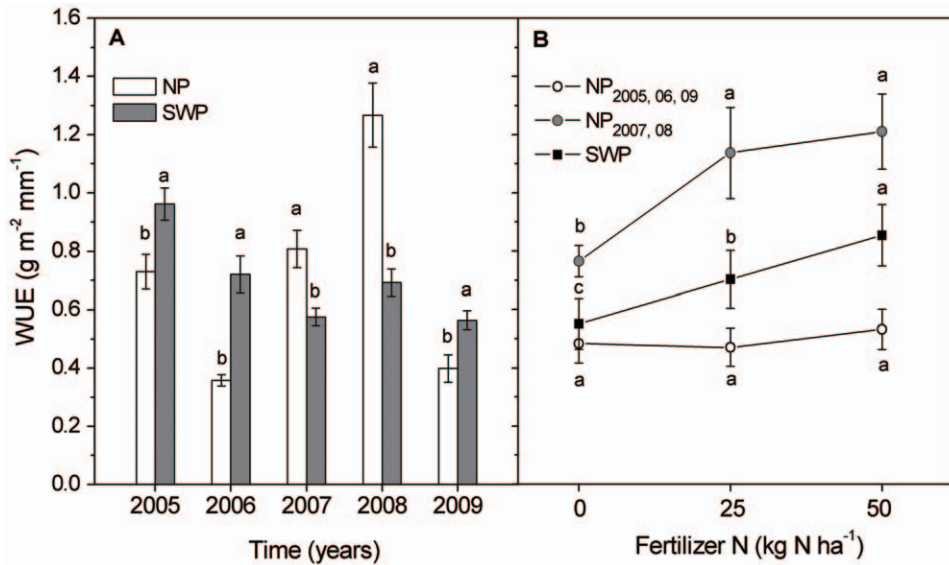 A
NP
SWP
a
b
a
b
a
b
a
b
a
b
1.6
1.4
1.2
1.0
0.8
0.6
0.4
0.2
0.0
WUE (g m⁻² mm⁻¹)
2005 2006 2007 2008 2009
Time (years)
B
NP₂₀₀₅, ₀₆, ₀₉
NP₂₀₀₇, ₀₈
SWP
b
a
a
c
b
a
a
a
a
0 25 50
Fertilizer N (kg N ha⁻¹)